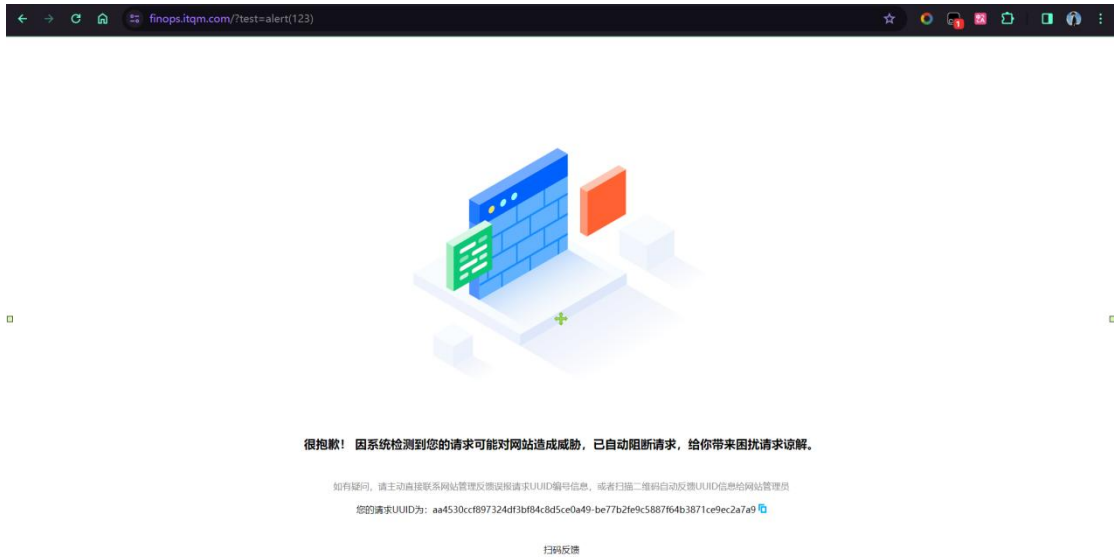 finops.itqm.com/?test=alert(123)
1
很抱歉！ 因系统检测到您的请求可能对网站造成威胁，已自动阻断请求，给你带来困扰请求谅解。
如有疑问，请主动直接联系网站管理反馈误报请求UUID编号信息，或者扫描二维码自动反馈UUID信息给网站管理员
您的请求UUID为：aa4530ccf897324df3bf84c8d5ce0a49-be77b2fe9c5887f64b3871ce9ec2a7a9
扫码反馈